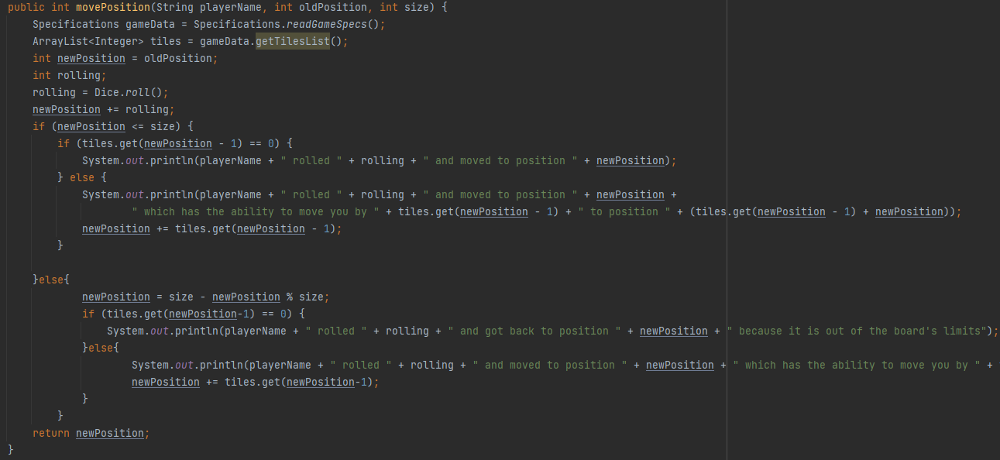 public int movePosition(String playerName, int oldPosition, int size) {
    Specifications gameData = Specifications.readGameSpecs();
    ArrayList<Integer> tiles = gameData.getTilesList();
    int newPosition = oldPosition;
    int rolling;
    rolling = Dice.roll();
    newPosition += rolling;
    if (newPosition <= size) {
        if (tiles.get(newPosition - 1) == 0) {
            System.out.println(playerName + " rolled " + rolling + " and moved to position " + newPosition);
        } else {
            System.out.println(playerName + " rolled " + rolling + " and moved to position " + newPosition +
                    " which has the ability to move you by " + tiles.get(newPosition - 1) + " to position " + (tiles.get(newPosition - 1) + newPosition));
            newPosition += tiles.get(newPosition - 1);
        }

    }else{
            newPosition = size - newPosition % size;
            if (tiles.get(newPosition-1) == 0) {
                System.out.println(playerName + " rolled " + rolling + " and got back to position " + newPosition + " because it is out of the board's limits");
            }else{
                    System.out.println(playerName + " rolled " + rolling + " and moved to position " + newPosition + " which has the ability to move you by " +
                    newPosition += tiles.get(newPosition-1);
            }
        }
    return newPosition;
}